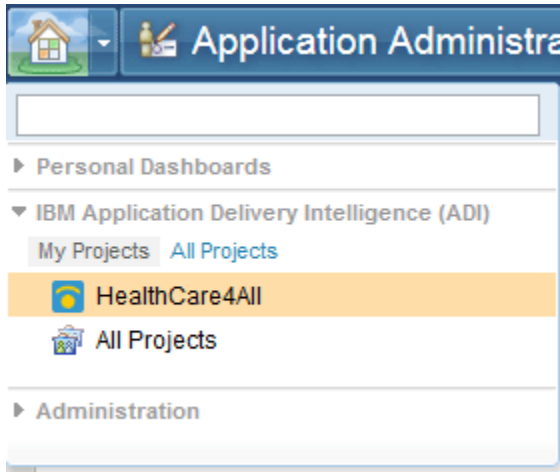 Application Administra
Personal Dashboards
IBM Application Delivery Intelligence (ADI)
My Projects All Projects
HealthCare4All
All Projects
Administration